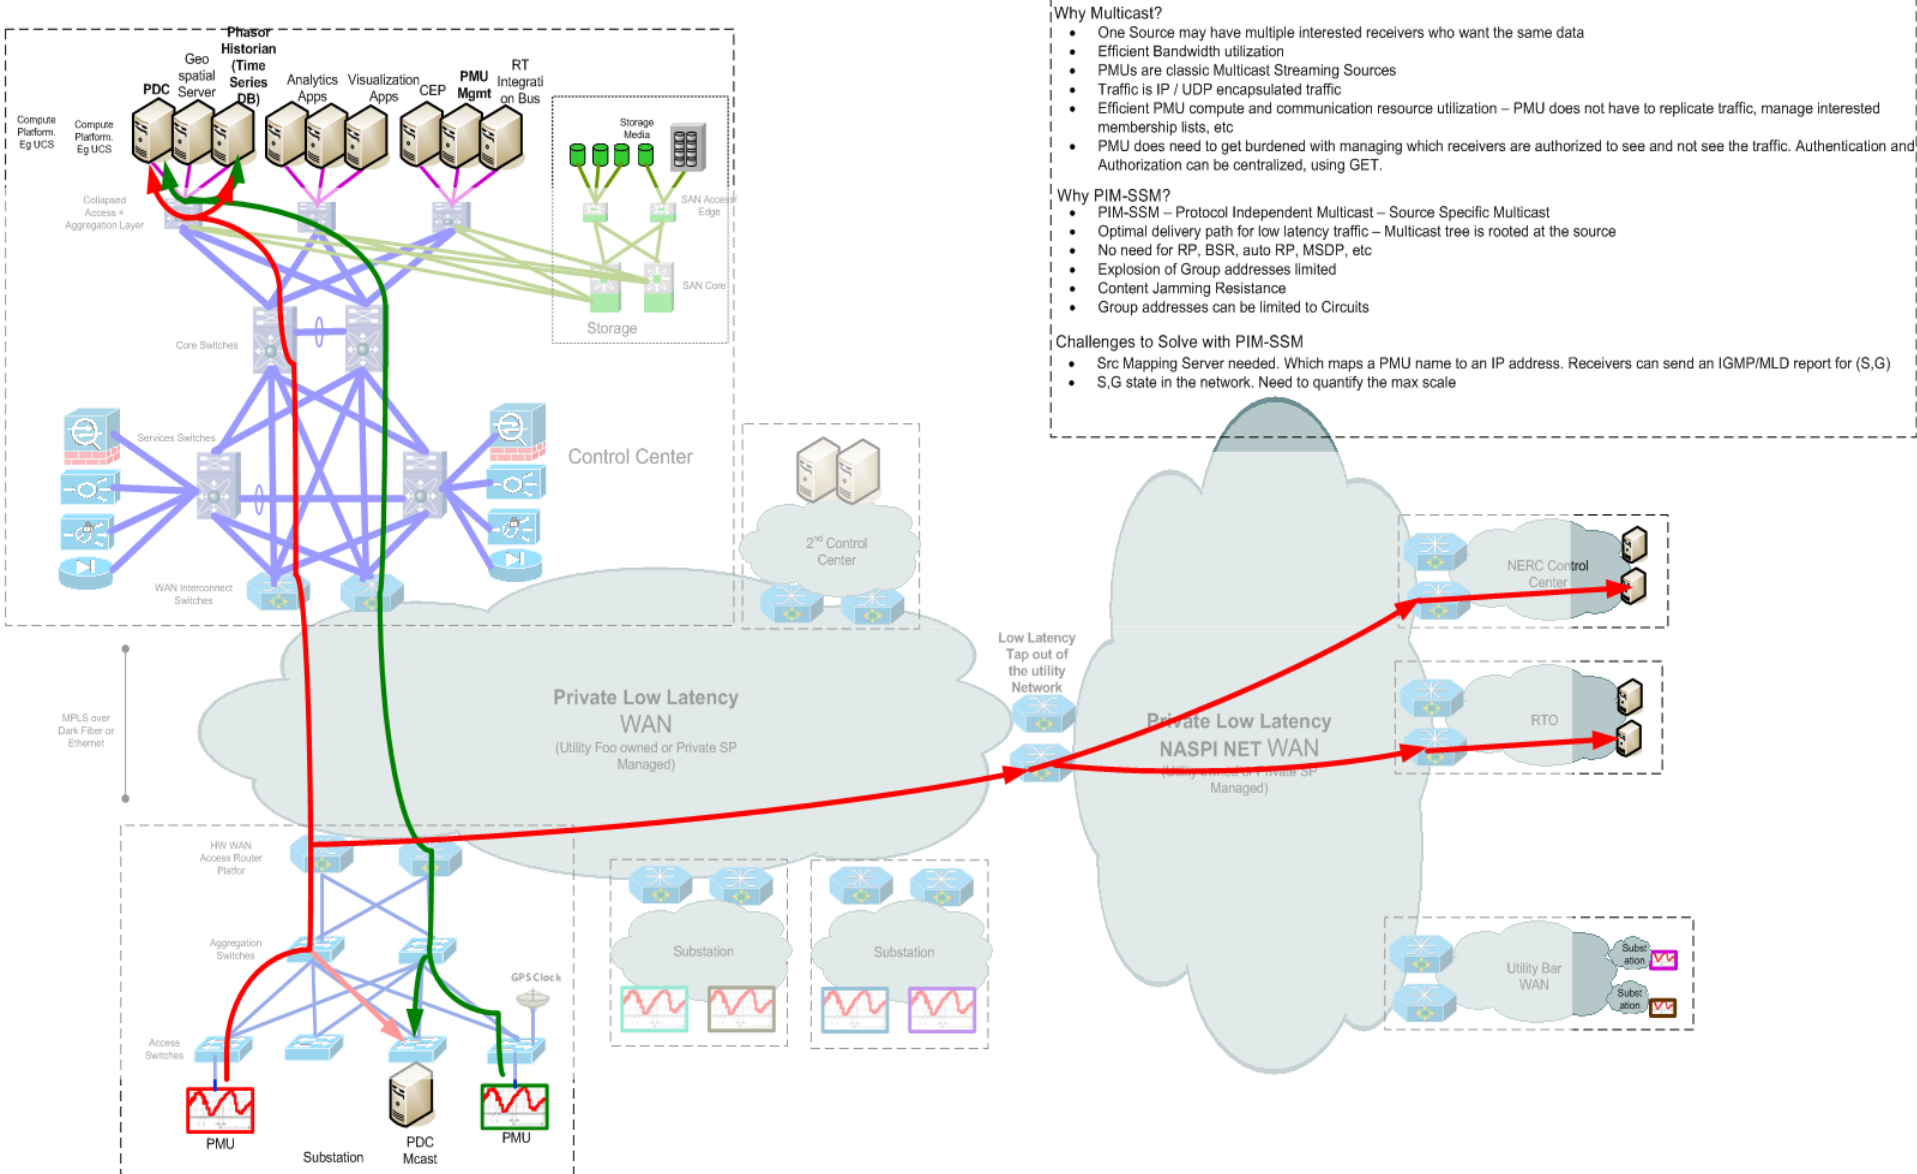 Phasor
Historian
(Time
Series
DB)
Geo
spatial
Server
PDC
Analytics
Apps
Visualization
Apps
CEP
PMU
Mgmt
RT
Integrati
on Bus
Compute
Platform.
Eg UCS
Compute
Platform.
Eg UCS
Storage
Media
Collapsed
Access +
Aggregation Layer
SAN Access/
Edge
SAN Core
Storage
Core Switches
Services Switches
Control Center
WAN Interconnect
Switches
Why Multicast?
• One Source may have multiple interested receivers who want the same data
• Efficient Bandwidth utilization
• PMUs are classic Multicast Streaming Sources
• Traffic is IP / UDP encapsulated traffic
• Efficient PMU compute and communication resource utilization – PMU does not have to replicate traffic, manage interested
membership lists, etc
• PMU does need to get burdened with managing which receivers are authorized to see and not see the traffic. Authentication and
Authorization can be centralized, using GET.
Why PIM-SSM?
• PIM-SSM – Protocol Independent Multicast – Source Specific Multicast
• Optimal delivery path for low latency traffic – Multicast tree is rooted at the source
• No need for RP, BSR, auto RP, MSDP, etc
• Explosion of Group addresses limited
• Content Jamming Resistance
• Group addresses can be limited to Circuits
Challenges to Solve with PIM-SSM
• Src Mapping Server needed. Which maps a PMU name to an IP address. Receivers can send an IGMP/MLD report for (S,G)
• S,G state in the network. Need to quantify the max scale
2nd Control
Center
NERC Control
Center
Low Latency
Tap out of
the utility
Network
MPLS over
Dark Fiber or
Ethernet
Private Low Latency
WAN
(Utility Foo owned or Private SP
Managed)
Private Low Latency
NASPI NET WAN
(Utility owned or Private SP
Managed)
RTO
HW WAN
Access Router
Platfor
Aggregation
Switches
GPS Clock
Access
Switches
Substation
Substation
Utility Bar
WAN
Subst
ation
Subst
ation
PMU
PDC
Mcast
PMU
Substation